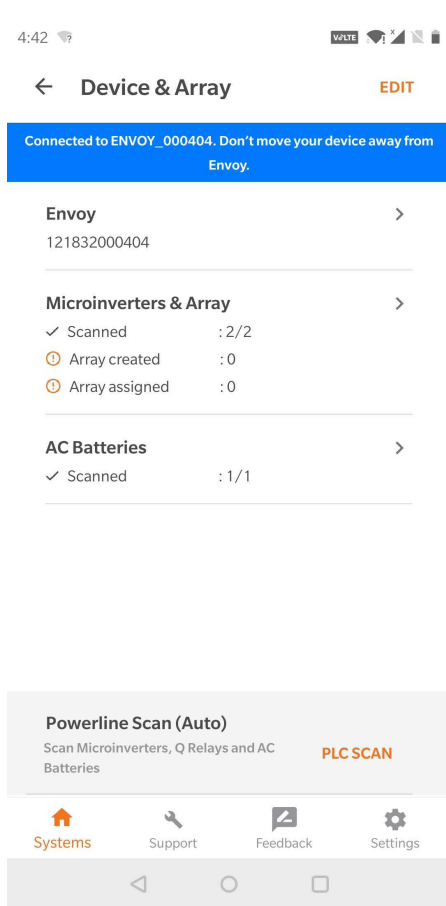 4:42
VoLTE
Device & Array
EDIT
Connected to ENVOY_000404. Don't move your device away from
Envoy.
Envoy
121832000404
Microinverters & Array
Scanned : 2/2
Array created : 0
Array assigned : 0
AC Batteries
Scanned : 1/1
Powerline Scan (Auto)
Scan Microinverters, Q Relays and AC
Batteries
PLC SCAN
Systems Support Feedback Settings